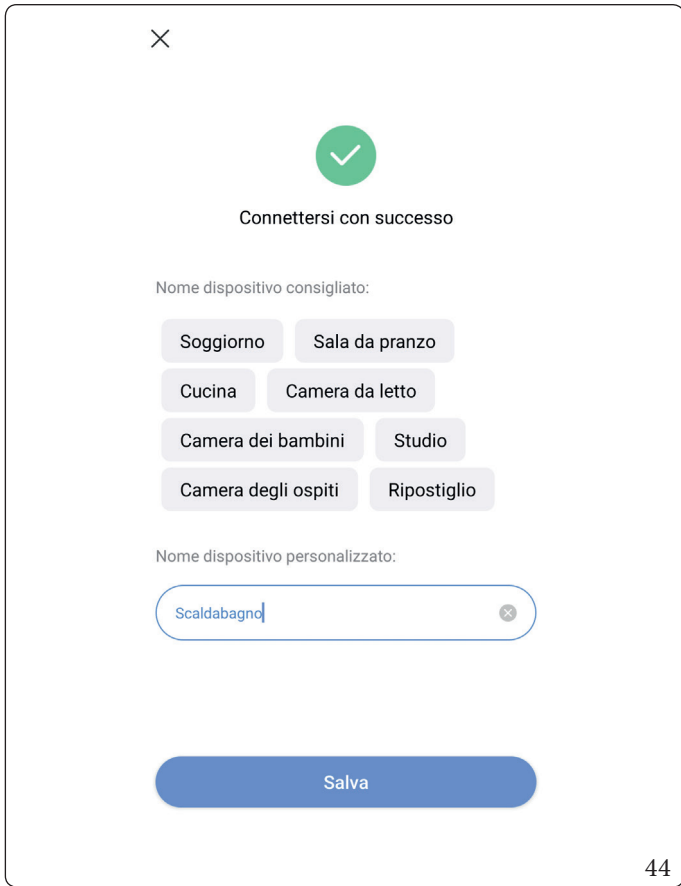 Connettersi con successo
Nome dispositivo consigliato:
Soggiorno Sala da pranzo
Cucina Camera da letto
Camera dei bambini Studio
Camera degli ospiti Ripostiglio
Nome dispositivo personalizzato:
Scaldabagno
Salva
44